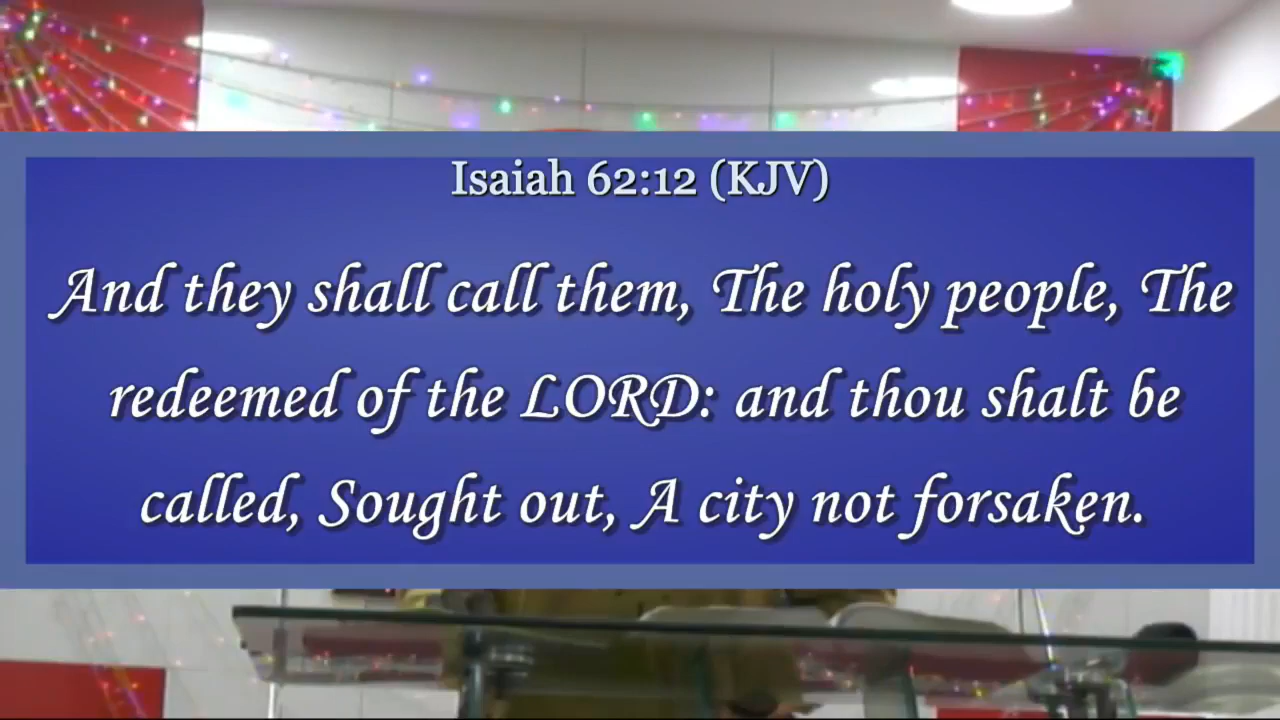 Isaiah 62:12 (KJV)
And they shall call them, The holy people, The
redeemed of the LORD: and thou shalt be
called, Sought out, A city not forsaken.